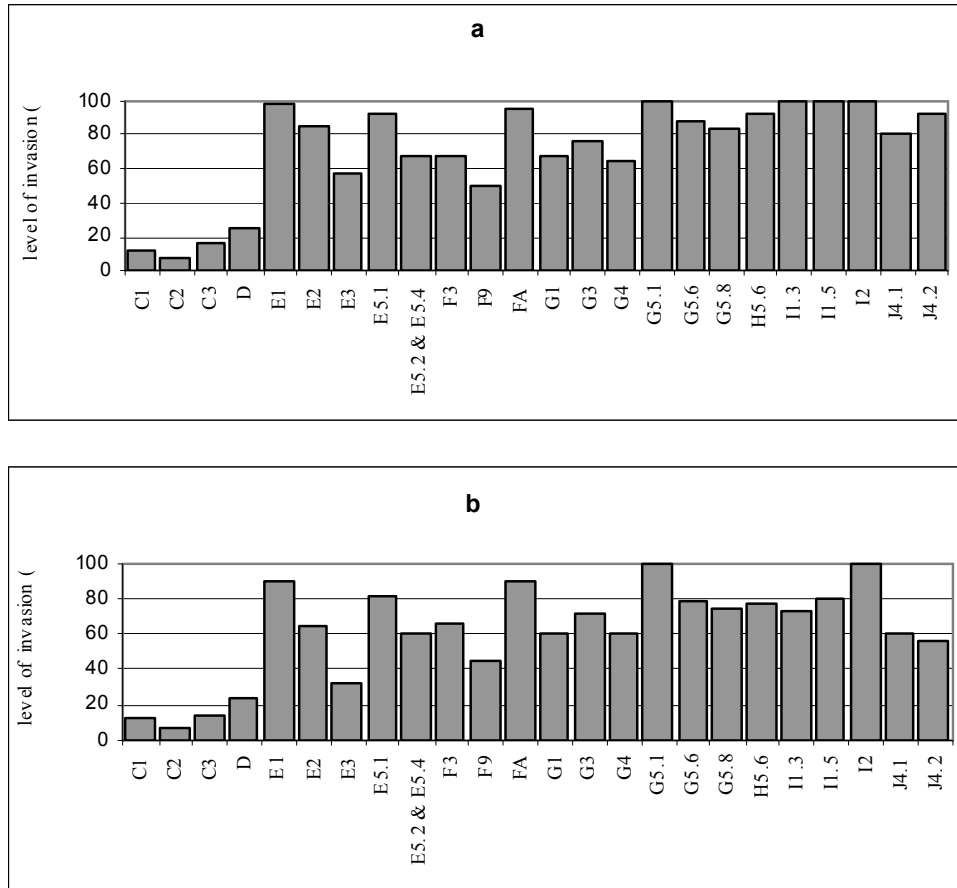 a
level of invasion (
100
80
60
40
20
0
C1 C2 C3 D E1 E2 E3 E5.1 E5.2 & E5.4 F3 F9 FA G1 G3 G4 G5.1 G5.6 G5.8 H5.6 I1.3 I1.5 I2 J4.1 J4.2
b
level of invasion (
100
80
60
40
20
0
C1 C2 C3 D E1 E2 E3 E5.1 E5.2 & E5.4 F3 F9 FA G1 G3 G4 G5.1 G5.6 G5.8 H5.6 I1.3 I1.5 I2 J4.1 J4.2